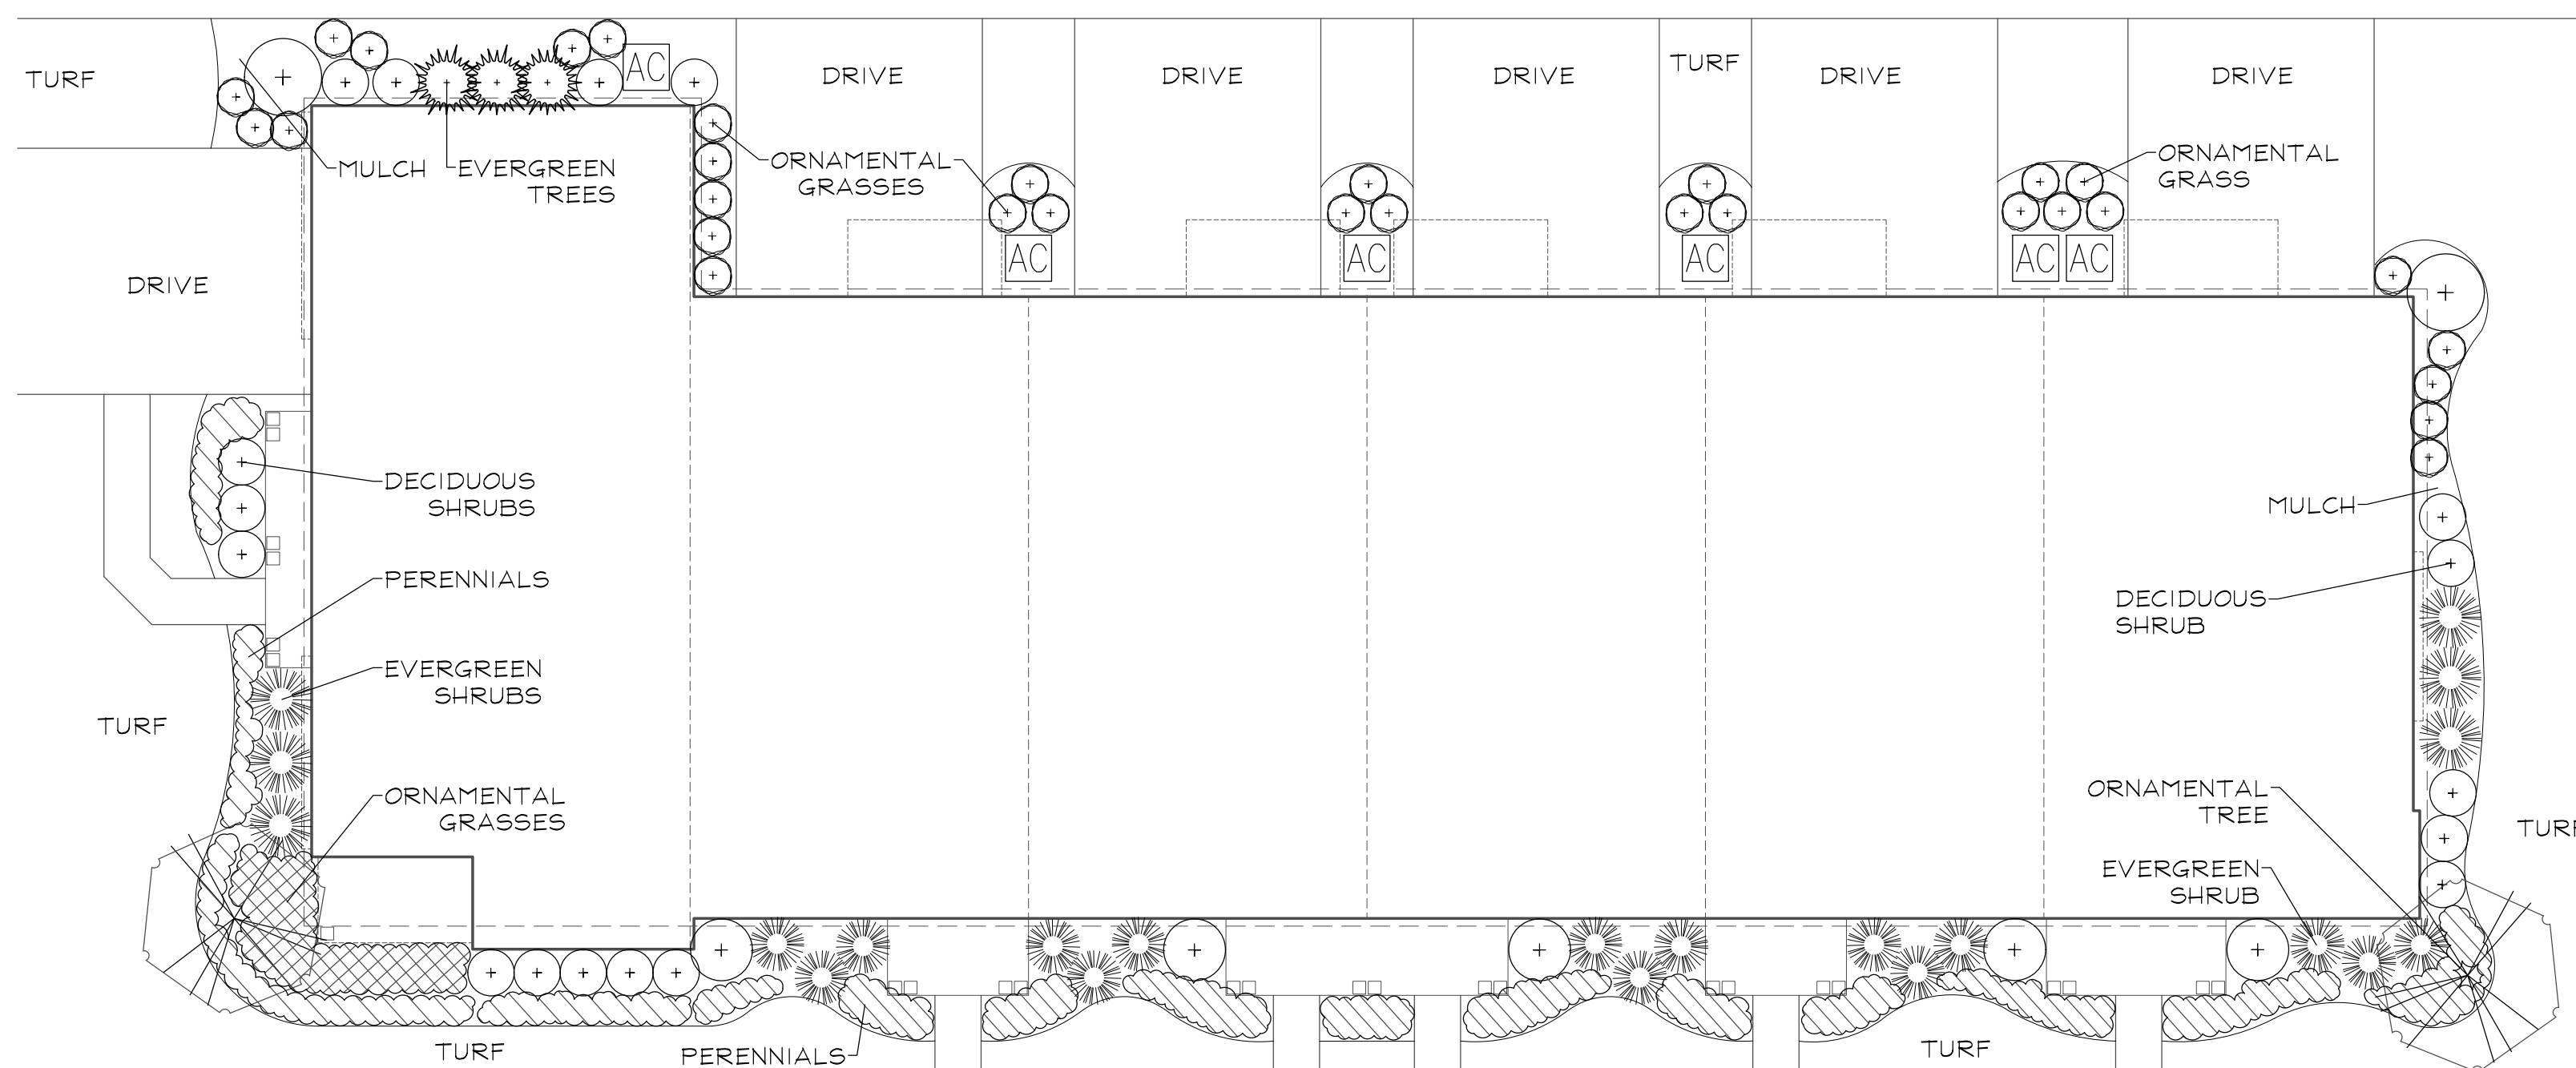 TURF
AC
DRIVE
DRIVE
DRIVE
TURF
DRIVE
DRIVE
MULCH
EVERGREEN
TREES
ORNAMENTAL
GRASSES
ORNAMENTAL
GRASS
AC
AC
AC
AC
AC
DRIVE
DECIDUOUS
SHRUBS
MULCH
PERENNIALS
DECIDUOUS
SHRUB
EVERGREEN
SHRUBS
TURF
ORNAMENTAL
GRASSES
ORNAMENTAL
TREE
TURF
EVERGREEN
SHRUB
TURF
PERENNIALS
TURF